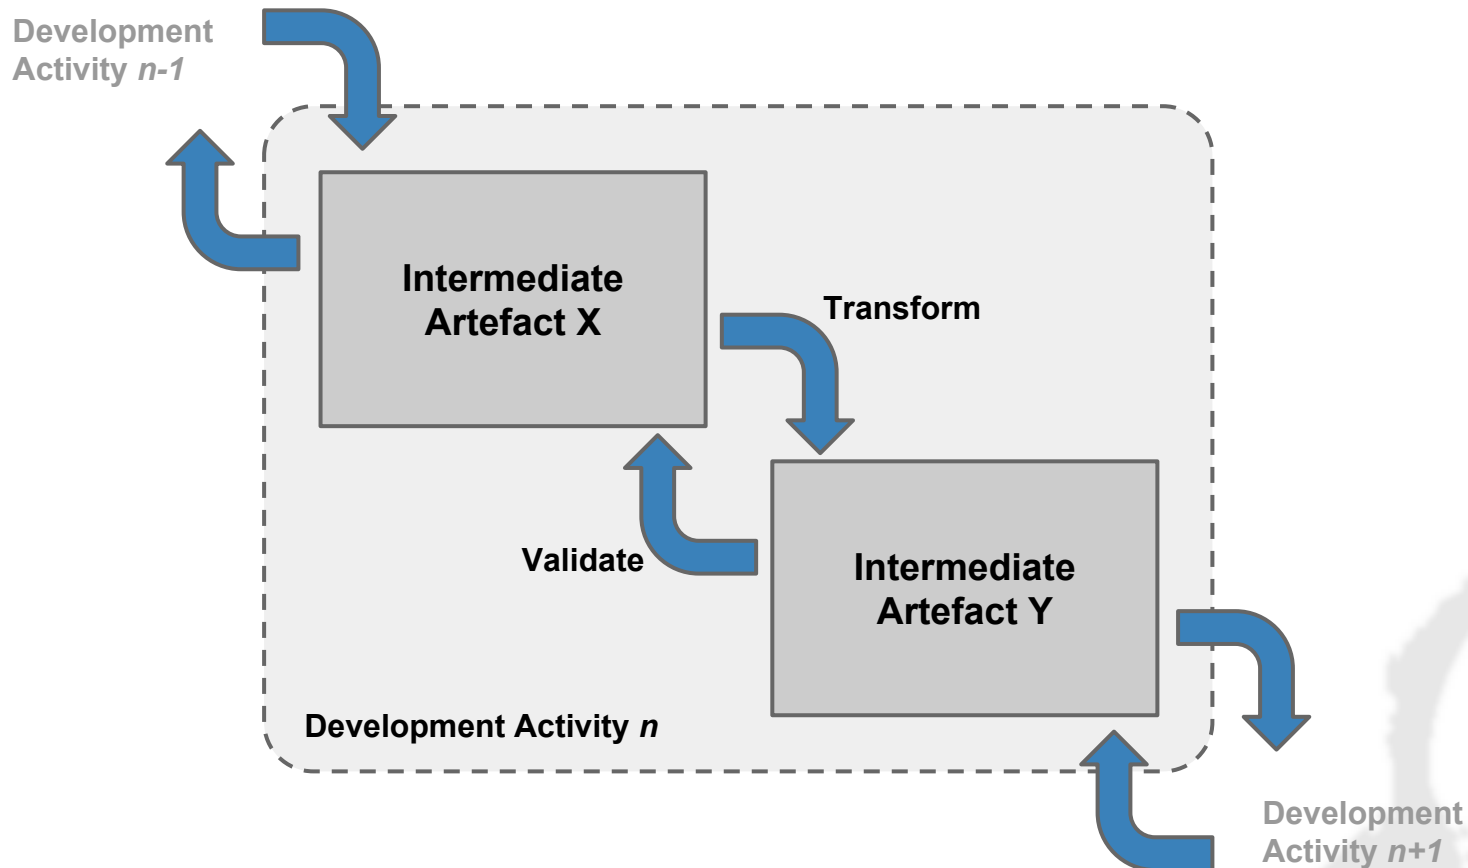 Development
Activity n-1
Intermediate
Artefact X
Transform
Validate
Intermediate
Artefact Y
Development Activity n
Development
Activity n+1